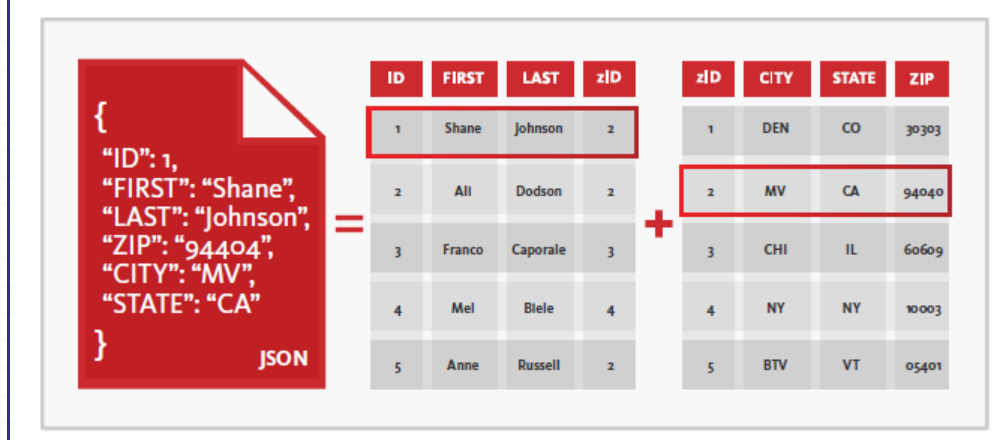 {
“ID”: 1,
“FIRST”: “Shane”,
“LAST”: “Johnson”,
“ZIP”: “94404”,
“CITY”: “MV”,
“STATE”: “CA”
}
JSON
=
ID FIRST LAST zID
1 Shane Johnson 2
2 Ali Dodson 2
3 Franco Caporale 3
4 Mel Biele 4
5 Anne Russell 2
+
zID CITY STATE ZIP
1 DEN CO 30303
2 MV CA 94040
3 CHI IL 60609
4 NY NY 10003
5 BTV VT 05401